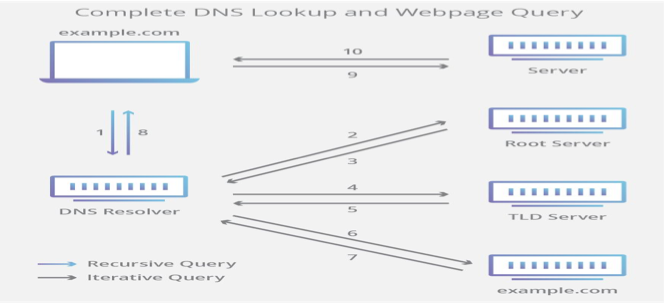 Complete DNS Lookup and Webpage Query
example.com
10
9
Server
1
8
2
3
Root Server
DNS Resolver
4
5
TLD Server
6
7
Recursive Query
Iterative Query
example.com